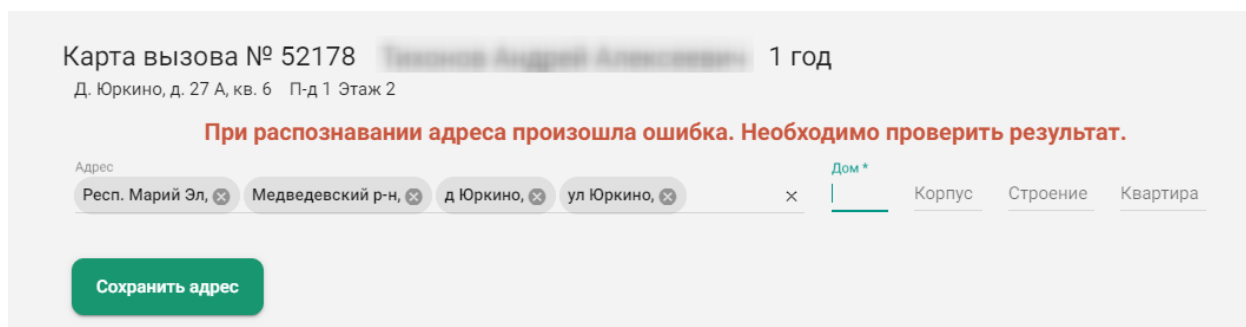 Карта вызова № 52178 1 год
Д. Юркино, д. 27 А, кв. 6 П-д 1 Этаж 2
При распознавании адреса произошла ошибка. Необходимо проверить результат.
Адрес Дом *
Респ. Марий Эл, Медведевский р-н, д Юркино, ул Юркино, Корпус Строение Квартира
Сохранить адрес